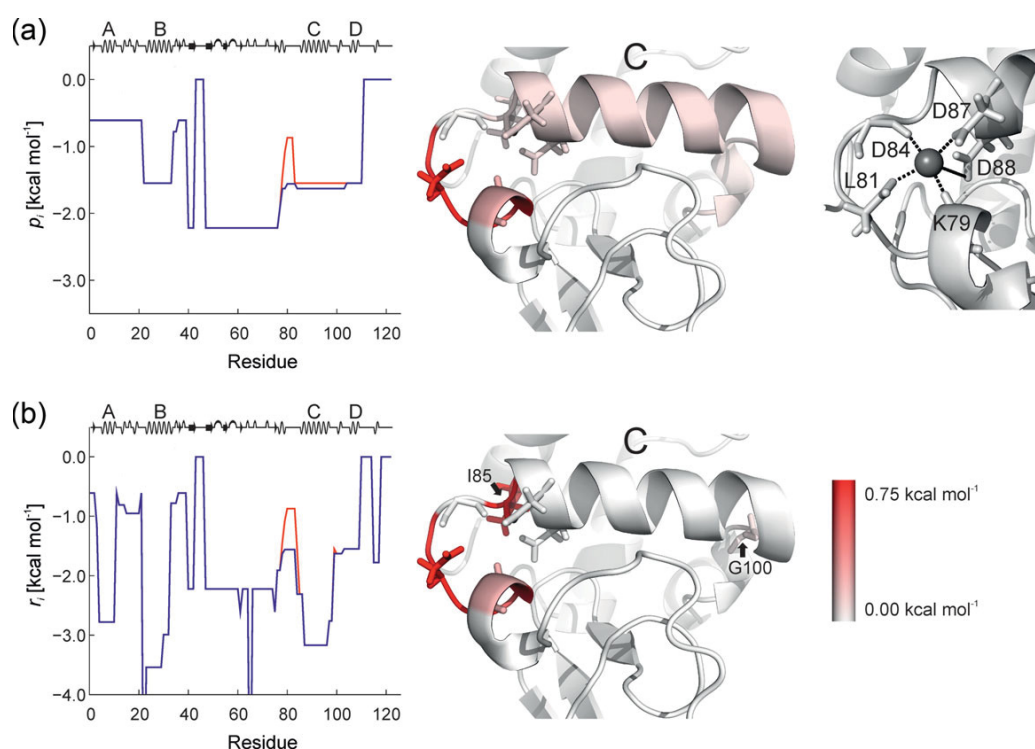 (a)
A B C D
0.0
−1.0
−2.0
−3.0
pi [kcal mol-1]
0 20 40 60 80 100 120
Residue
C
D87
D84
D88
L81
K79
(b)
A B C D
0.0
−1.0
−2.0
−3.0
−4.0
ri [kcal mol-1]
0 20 40 60 80 100 120
Residue
C
I85
G100
0.75 kcal mol-1
0.00 kcal mol-1